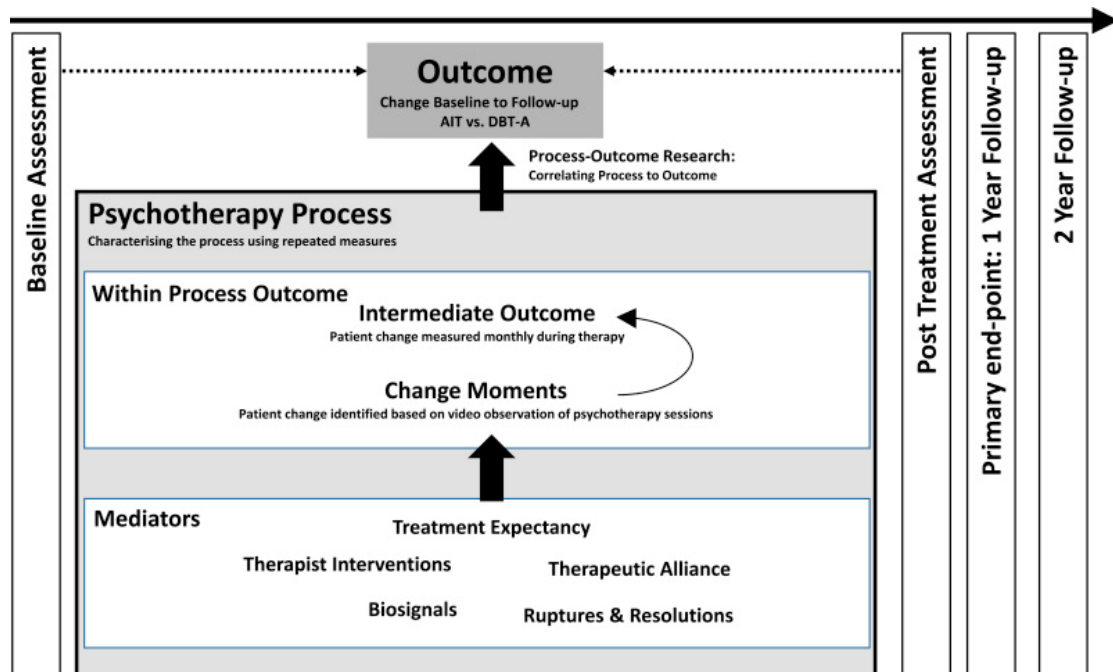 Baseline Assessment
Outcome
Change Baseline to Follow-up
AIT vs. DBT-A
Process-Outcome Research:
Correlating Process to Outcome
Psychotherapy Process
Characterising the process using repeated measures
Within Process Outcome
Intermediate Outcome
Patient change measured monthly during therapy
Change Moments
Patient change identified based on video observation of psychotherapy sessions
Mediators
Treatment Expectancy
Therapist Interventions
Therapeutic Alliance
Biosignals
Ruptures & Resolutions
Post Treatment Assessment
Primary end-point: 1 Year Follow-up
2 Year Follow-up